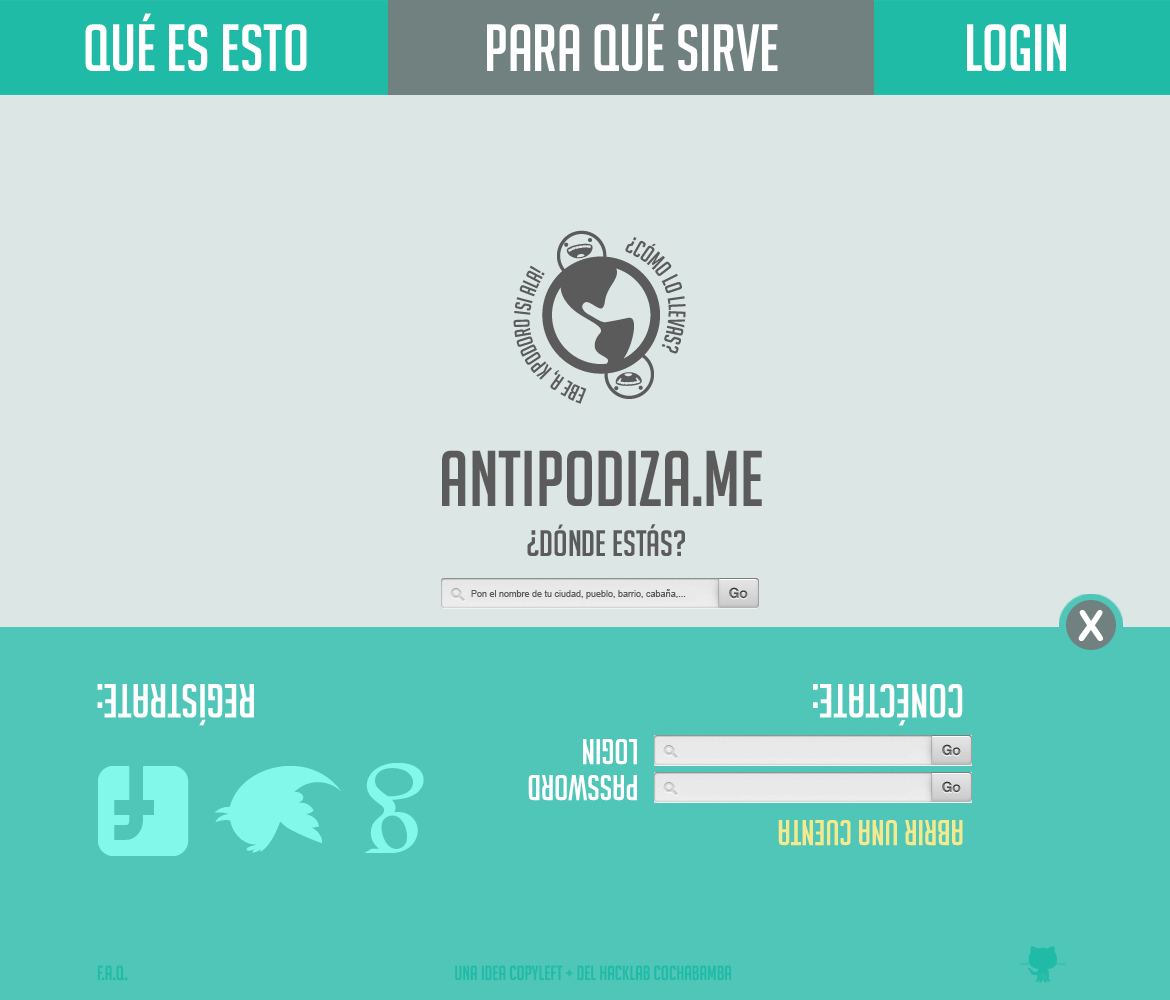 QUÉ ES ESTO
PARA QUÉ SIRVE
LOGIN
EBE A, KPODORO ISI ALA!
¿CÓMO LO LLEVAS?
ANTIPODIZA.ME
¿DÓNDE ESTÁS?
Pon el nombre de tu ciudad, pueblo, barrio, cabaña,... Go
X
REGÍSTRATE:
CONÉCTATE:
LOGIN Go
PASSWORD Go
ABRIR UNA CUENTA
F.A.Q.
UNA IDEA COPYLEFT + DEL HACKLAB COCHABAMBA